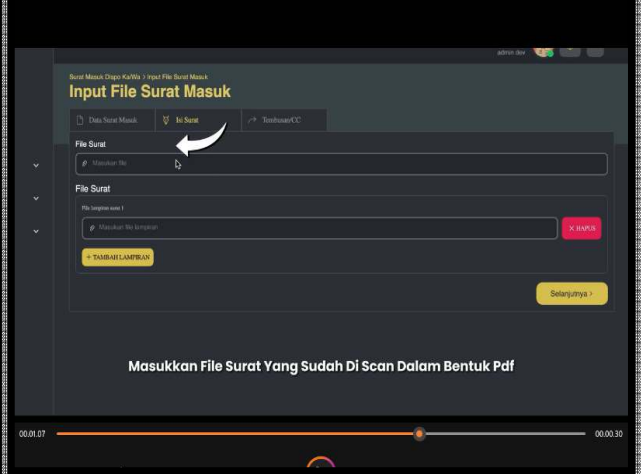 admin dev
Surat Masuk Dispo Ka/Wa > Input File Surat Masuk
Input File Surat Masuk
Data Surat Masuk
Isi Surat
Tembusan/CC
File Surat
Masukan file
File Surat
File lampiran surat 1
Masukan file lampiran
× HAPUS
+ TAMBAH LAMPIRAN
Selanjutnya >
Masukkan File Surat Yang Sudah Di Scan Dalam Bentuk Pdf
00.01.07
00.00.30